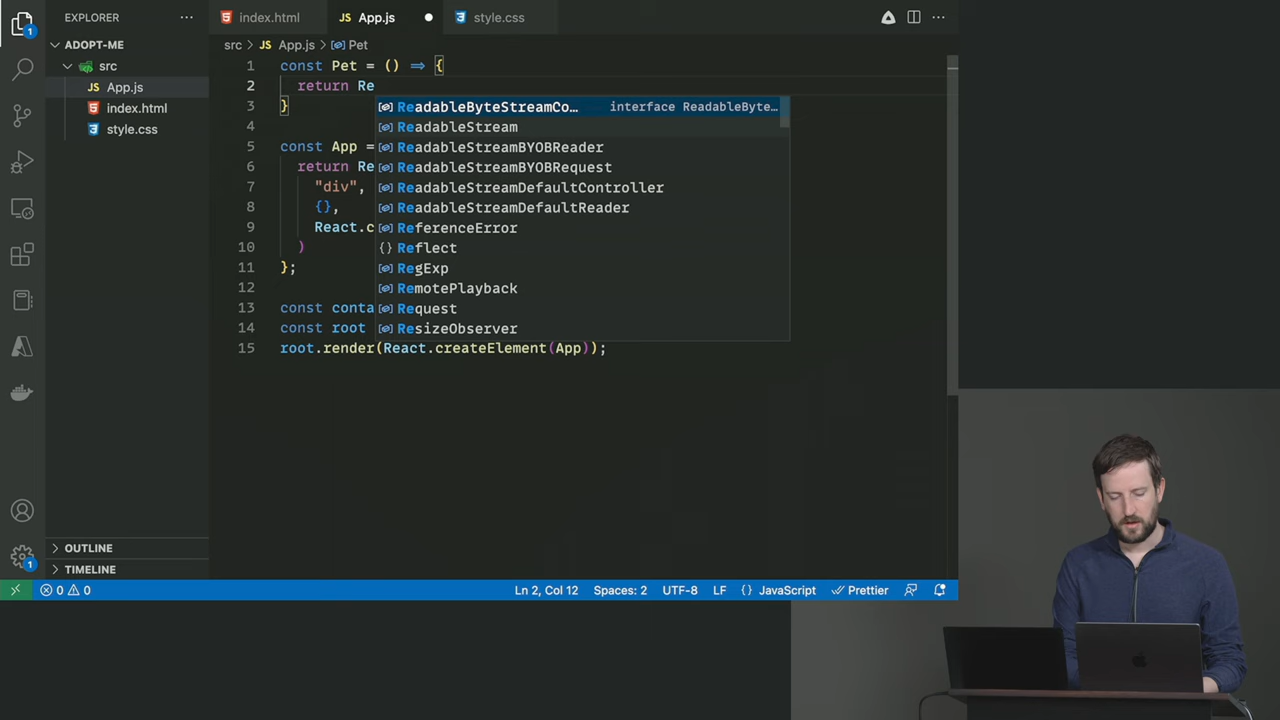 EXPLORER
index.html
App.js
style.css
ADOPT-ME
src
App.js
index.html
style.css
src > App.js > Pet
1 const Pet = () => {
2 return Re
3 }
4
5 const App =
6 return Re
7 "div",
8 {},
9 React.c
10 )
11 };
12
13 const conta
14 const root
15 root.render(React.createElement(App));
ReadableByteStreamCo… interface ReadableByte…
ReadableStream
ReadableStreamBYOBReader
ReadableStreamBYOBRequest
ReadableStreamDefaultController
ReadableStreamDefaultReader
ReferenceError
Reflect
RegExp
RemotePlayback
Request
ResizeObserver
OUTLINE
TIMELINE
0 0 Ln 2, Col 12 Spaces: 2 UTF-8 LF {} JavaScript Prettier